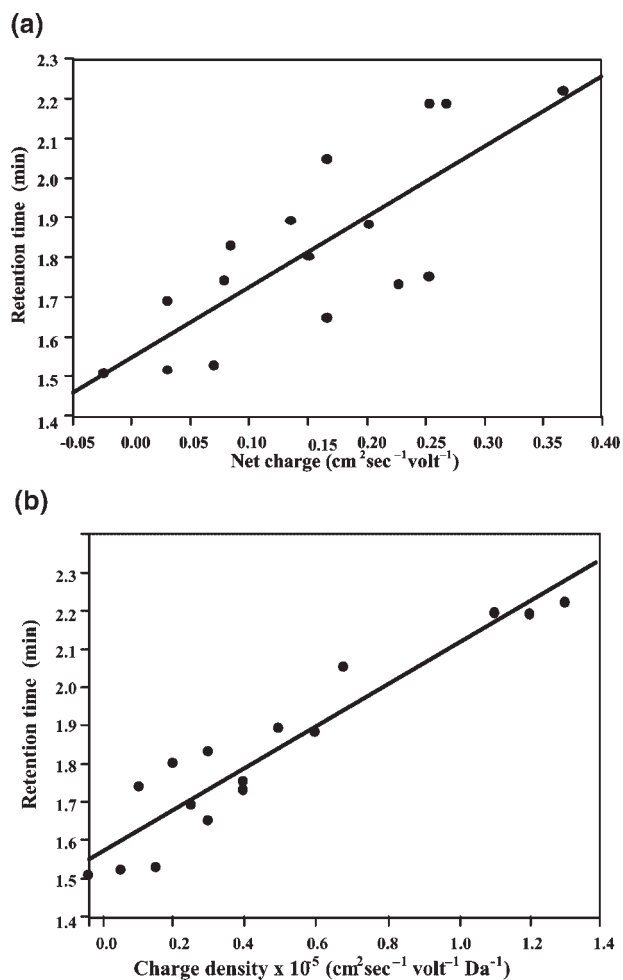 (a)
2.3
2.2
2.1
2.0
1.9
1.8
1.7
1.6
1.5
1.4
Retention time (min)
-0.05 0.00 0.05 0.10 0.15 0.20 0.25 0.30 0.35 0.40
Net charge (cm²sec⁻¹volt⁻¹)
(b)
2.3
2.2
2.1
2.0
1.9
1.8
1.7
1.6
1.5
1.4
Retention time (min)
0.0 0.2 0.4 0.6 0.8 1.0 1.2 1.4
Charge density x 10⁻⁵ (cm²sec⁻¹ volt⁻¹ Da⁻¹)